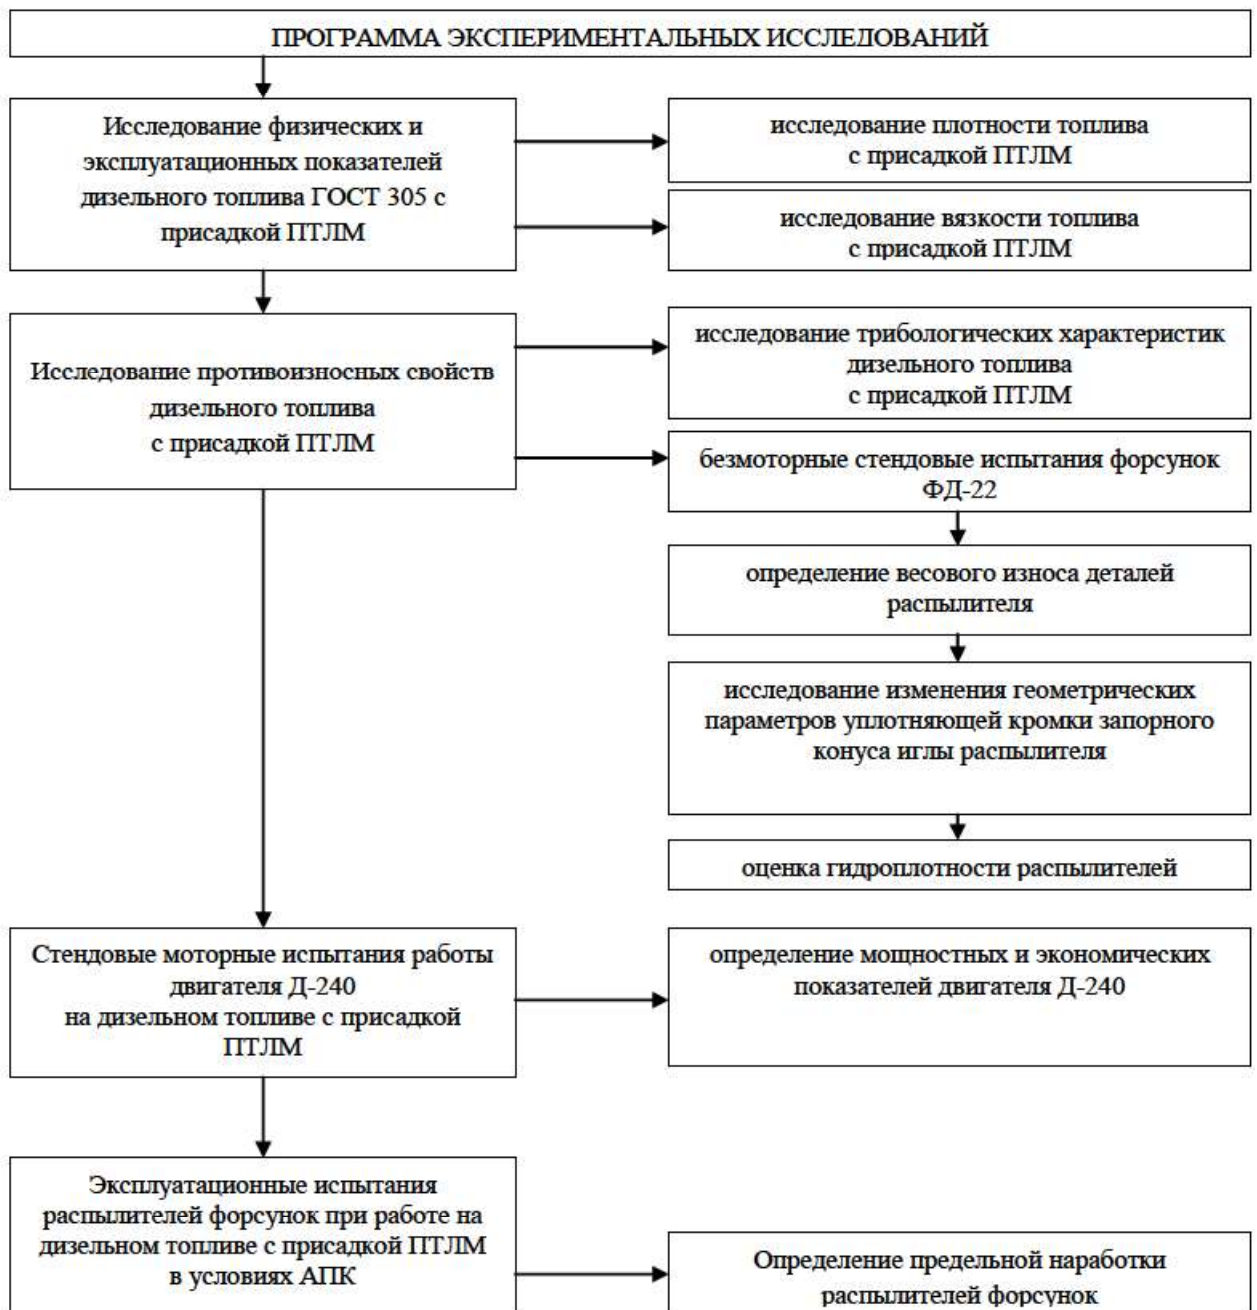 ПРОГРАММА ЭКСПЕРИМЕНТАЛЬНЫХ ИССЛЕДОВАНИЙ
Исследование физических и
эксплуатационных показателей
дизельного топлива ГОСТ 305 с
присадкой ПТЛМ
исследование плотности топлива
с присадкой ПТЛМ
исследование вязкости топлива
с присадкой ПТЛМ
Исследование противоизносных свойств
дизельного топлива
с присадкой ПТЛМ
исследование трибологических характеристик
дизельного топлива
с присадкой ПТЛМ
безмоторные стендовые испытания форсунок
ФД-22
определение весового износа деталей
распылителя
исследование изменения геометрических
параметров уплотняющей кромки запорного
конуса иглы распылителя
оценка гидроплотности распылителей
Стендовые моторные испытания работы
двигателя Д-240
на дизельном топливе с присадкой
ПТЛМ
определение мощностных и экономических
показателей двигателя Д-240
Эксплуатационные испытания
распылителей форсунок при работе на
дизельном топливе с присадкой ПТЛМ
в условиях АПК
Определение предельной наработки
распылителей форсунок